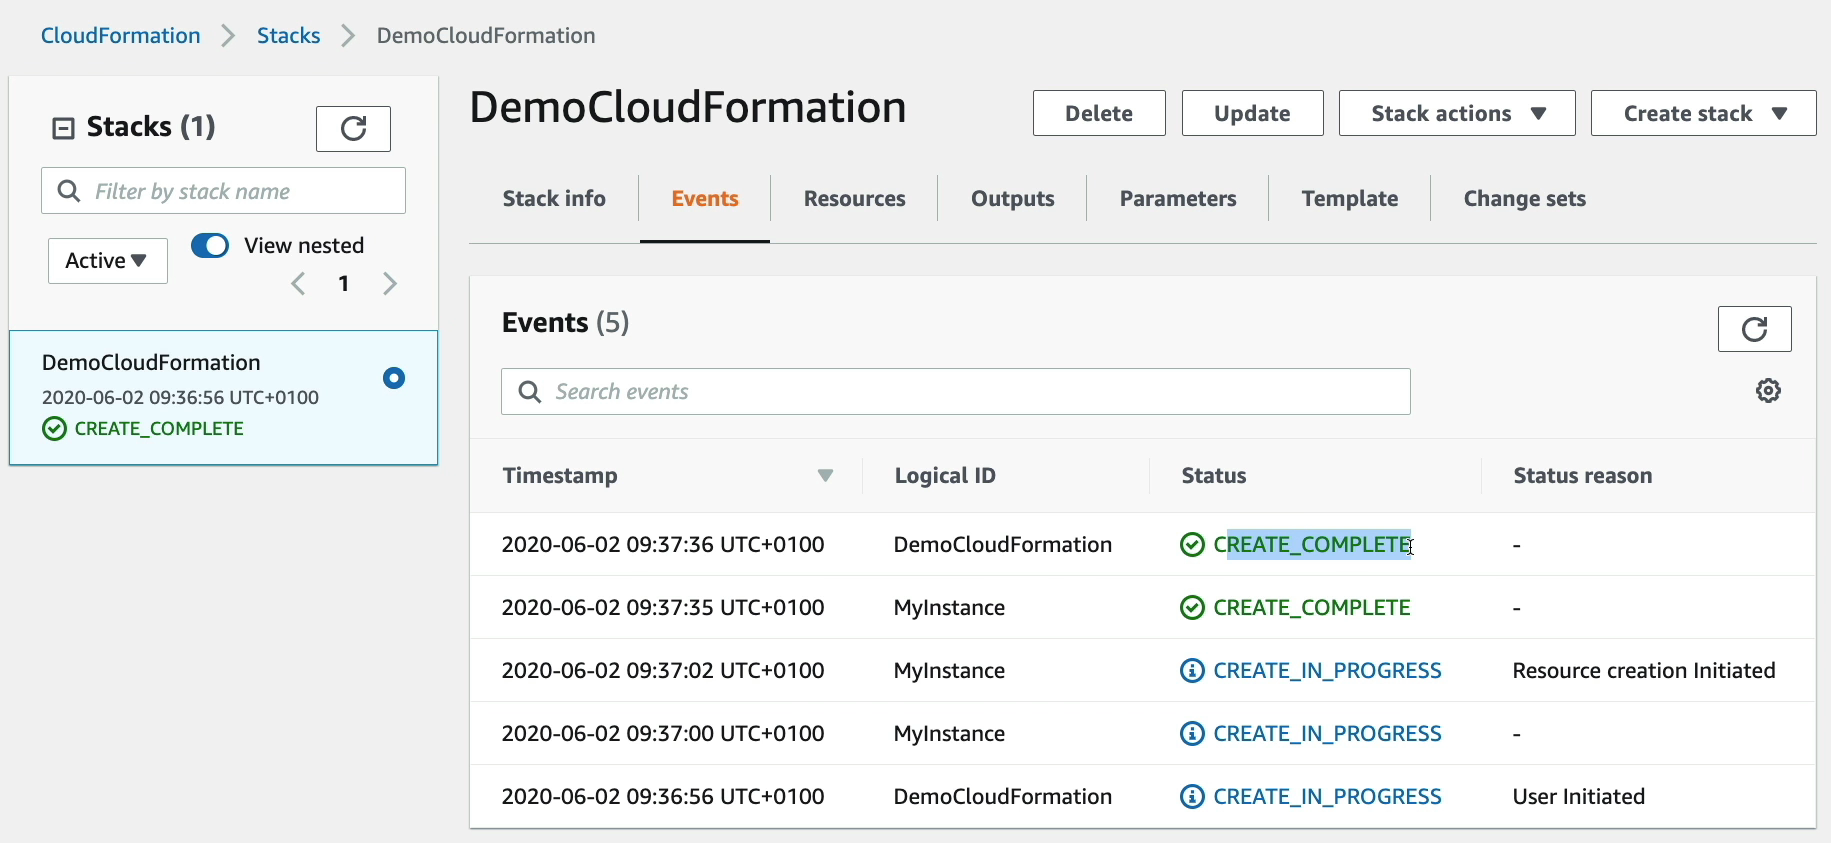 CloudFormation > Stacks > DemoCloudFormation
Stacks (1)
Filter by stack name
Active
View nested
1
DemoCloudFormation
2020-06-02 09:36:56 UTC+0100
CREATE_COMPLETE
DemoCloudFormation
Delete
Update
Stack actions
Create stack
Stack info
Events
Resources
Outputs
Parameters
Template
Change sets
Events (5)
Search events
Timestamp Logical ID Status Status reason
2020-06-02 09:37:36 UTC+0100 DemoCloudFormation CREATE_COMPLETE -
2020-06-02 09:37:35 UTC+0100 MyInstance CREATE_COMPLETE -
2020-06-02 09:37:02 UTC+0100 MyInstance CREATE_IN_PROGRESS Resource creation Initiated
2020-06-02 09:37:00 UTC+0100 MyInstance CREATE_IN_PROGRESS -
2020-06-02 09:36:56 UTC+0100 DemoCloudFormation CREATE_IN_PROGRESS User Initiated